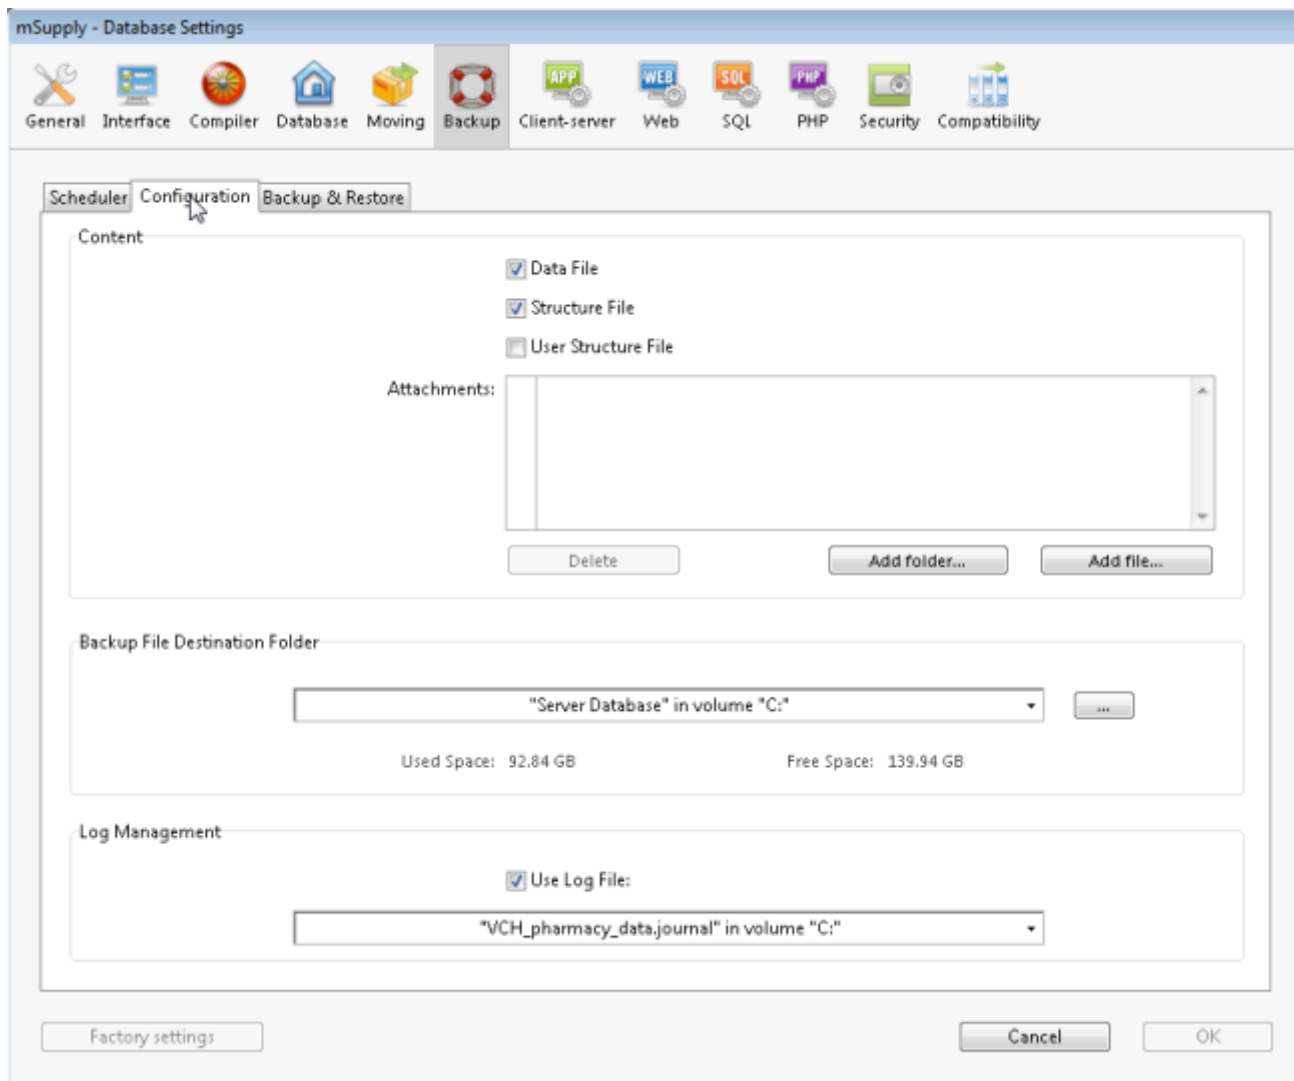 mSupply - Database Settings
General Interface Compiler Database Moving Backup Client-server Web SQL PHP Security Compatibility
APP WEB SQL PHP
Scheduler Configuration Backup & Restore
Content
Data File
Structure File
User Structure File
Attachments:
Delete Add folder... Add file...
Backup File Destination Folder
"Server Database" in volume "C:" ...
Used Space: 92.84 GB Free Space: 139.94 GB
Log Management
Use Log File:
"VCH_pharmacy_data.journal" in volume "C:"
Factory settings Cancel OK